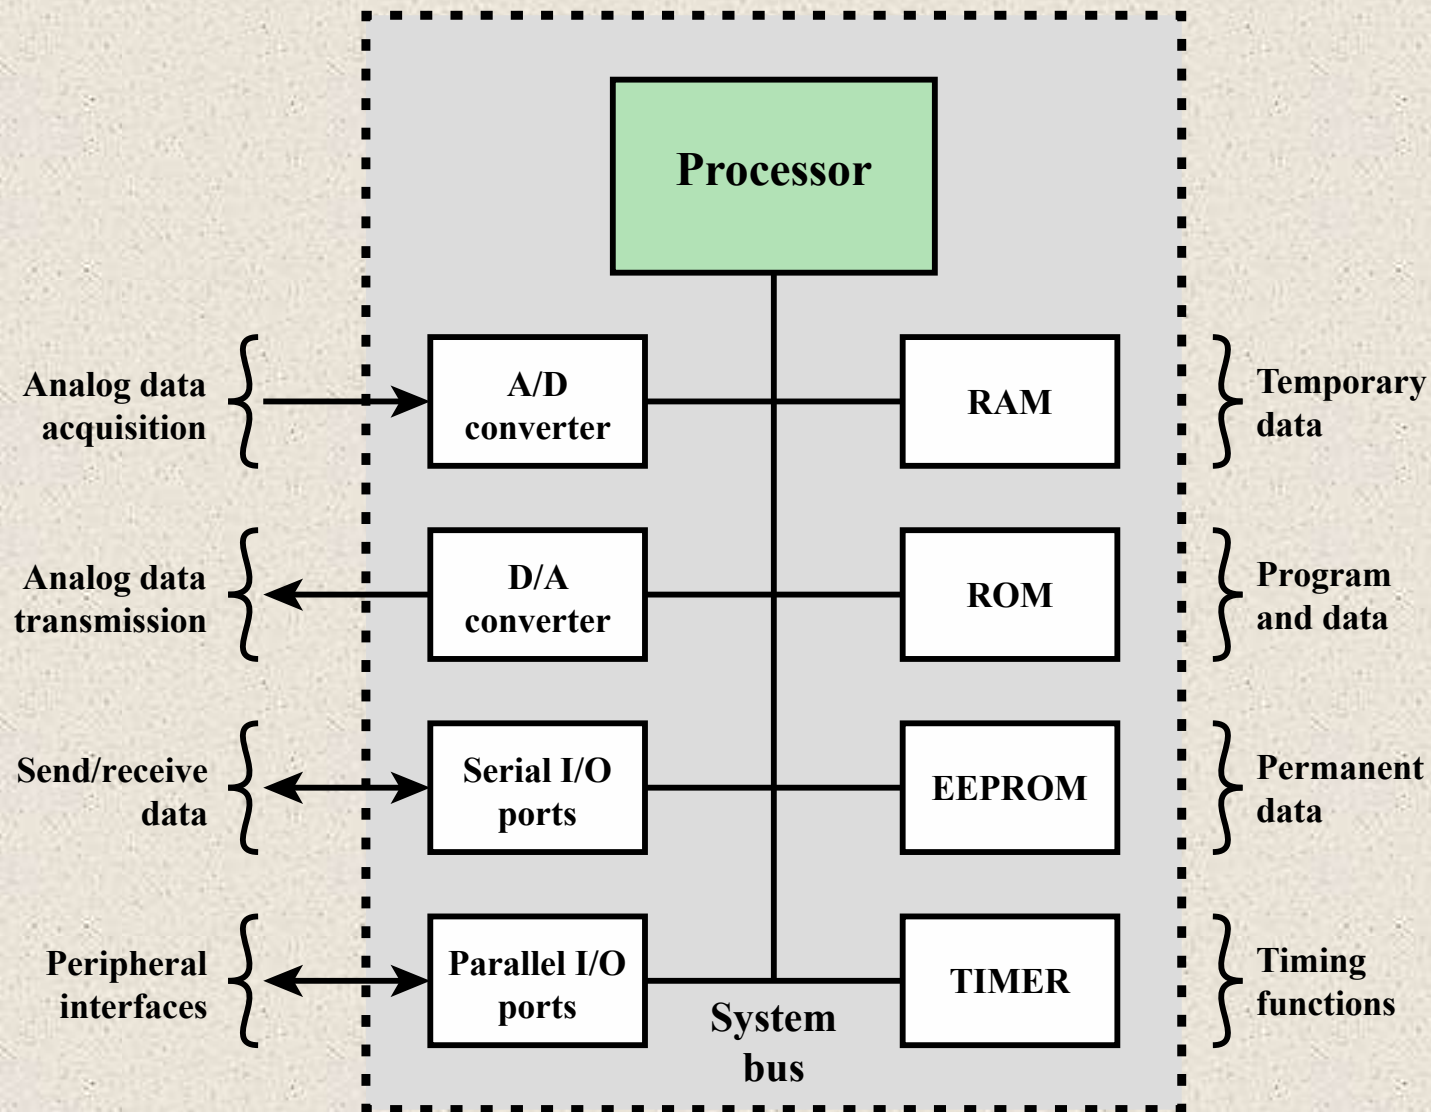 Processor
Analog data
acquisition
A/D
converter
RAM
Temporary
data
Analog data
transmission
D/A
converter
ROM
Program
and data
Send/receive
data
Serial I/O
ports
EEPROM
Permanent
data
Peripheral
interfaces
Parallel I/O
ports
TIMER
Timing
functions
System
bus